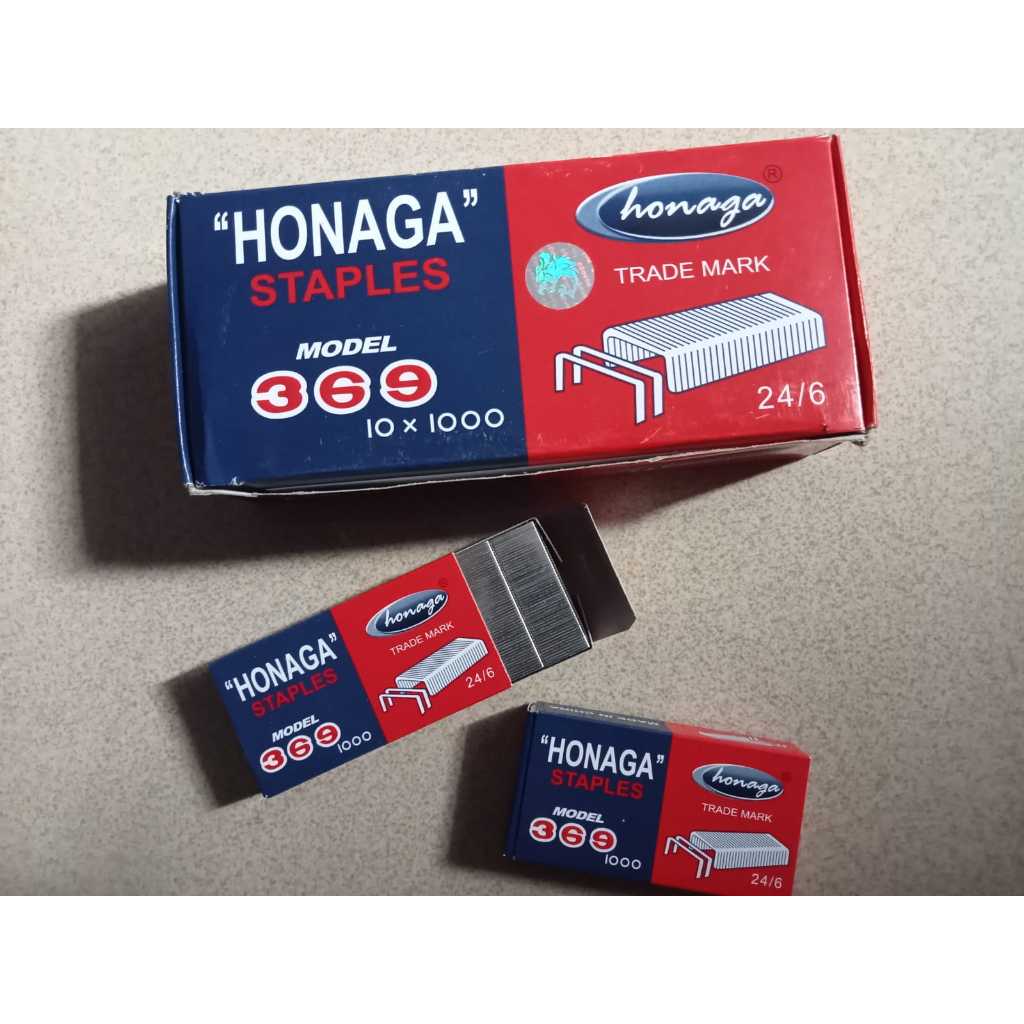 "HONAGA"
STAPLES
MODEL
369
10 × 1000
honaga ®
TRADE MARK
24/6
"HONAGA"
STAPLES
MODEL
369
1000
honaga ®
TRADE MARK
24/6
"HONAGA"
STAPLES
MODEL
369
1000
honaga ®
TRADE MARK
24/6